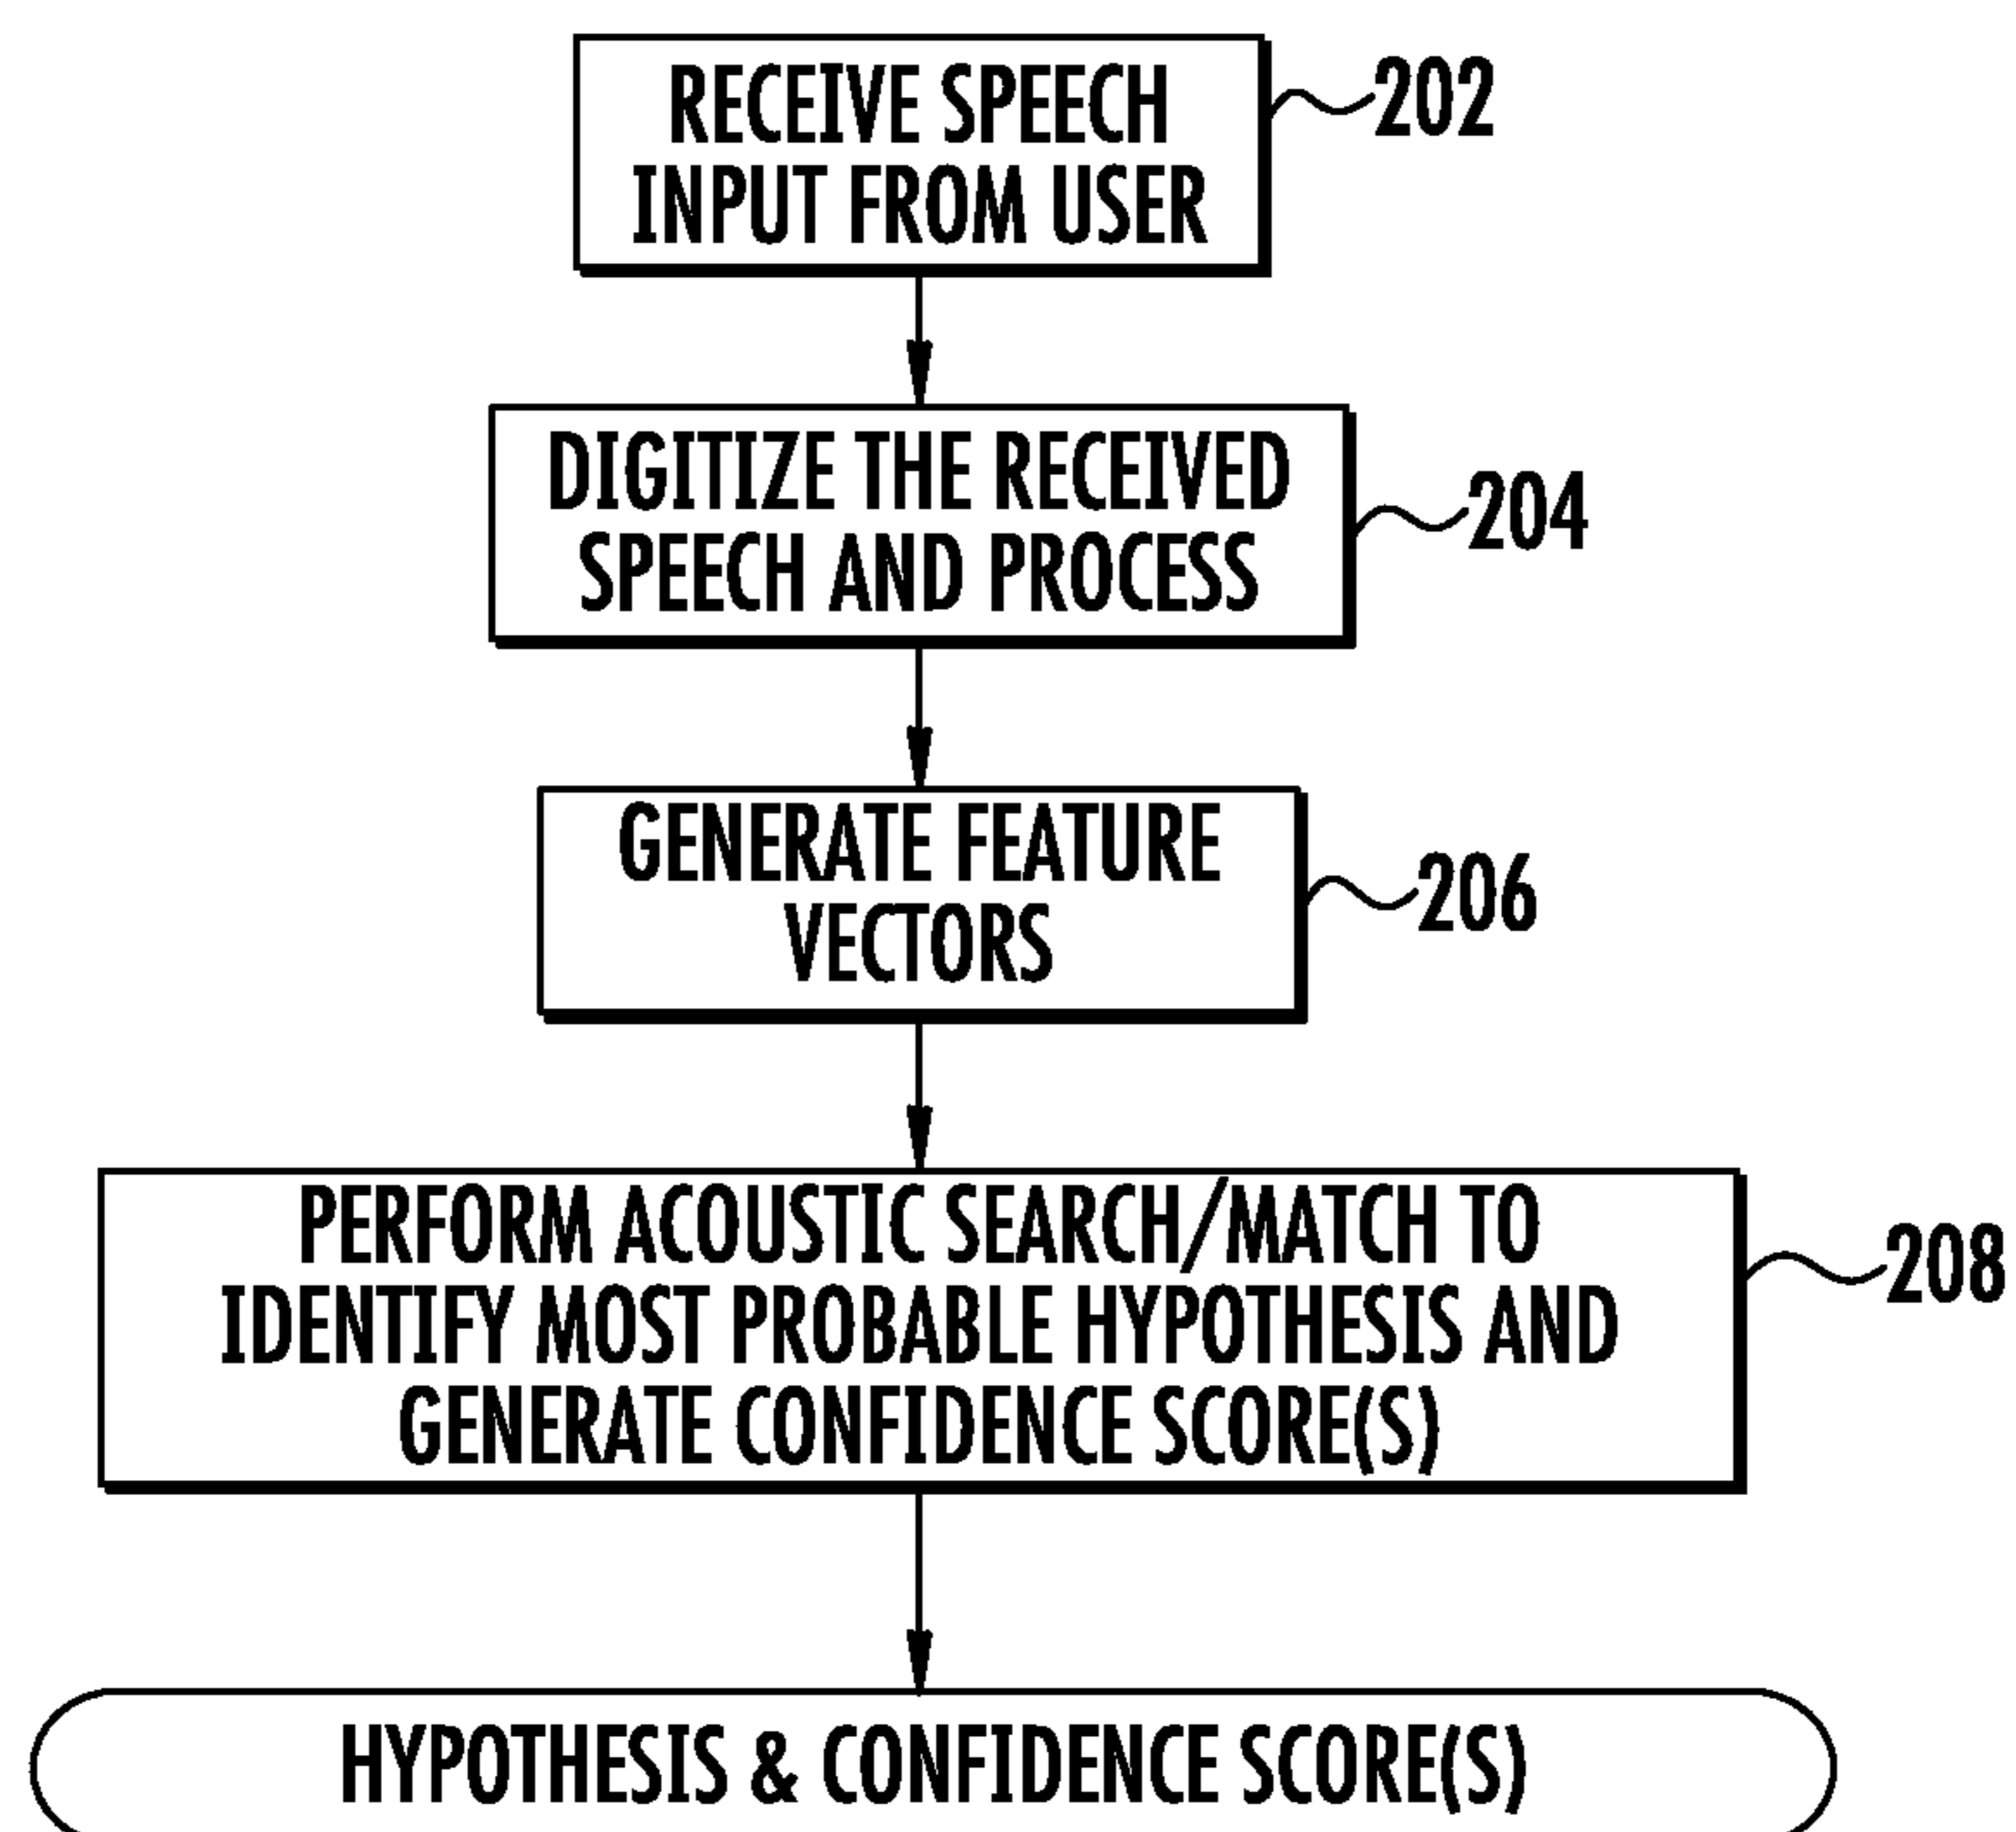 RECEIVE SPEECH
INPUT FROM USER
202
DIGITIZE THE RECEIVED
SPEECH AND PROCESS
204
GENERATE FEATURE
VECTORS
206
PERFORM ACOUSTIC SEARCH/MATCH TO
IDENTIFY MOST PROBABLE HYPOTHESIS AND
GENERATE CONFIDENCE SCORE(S)
208
HYPOTHESIS & CONFIDENCE SCORE(S)